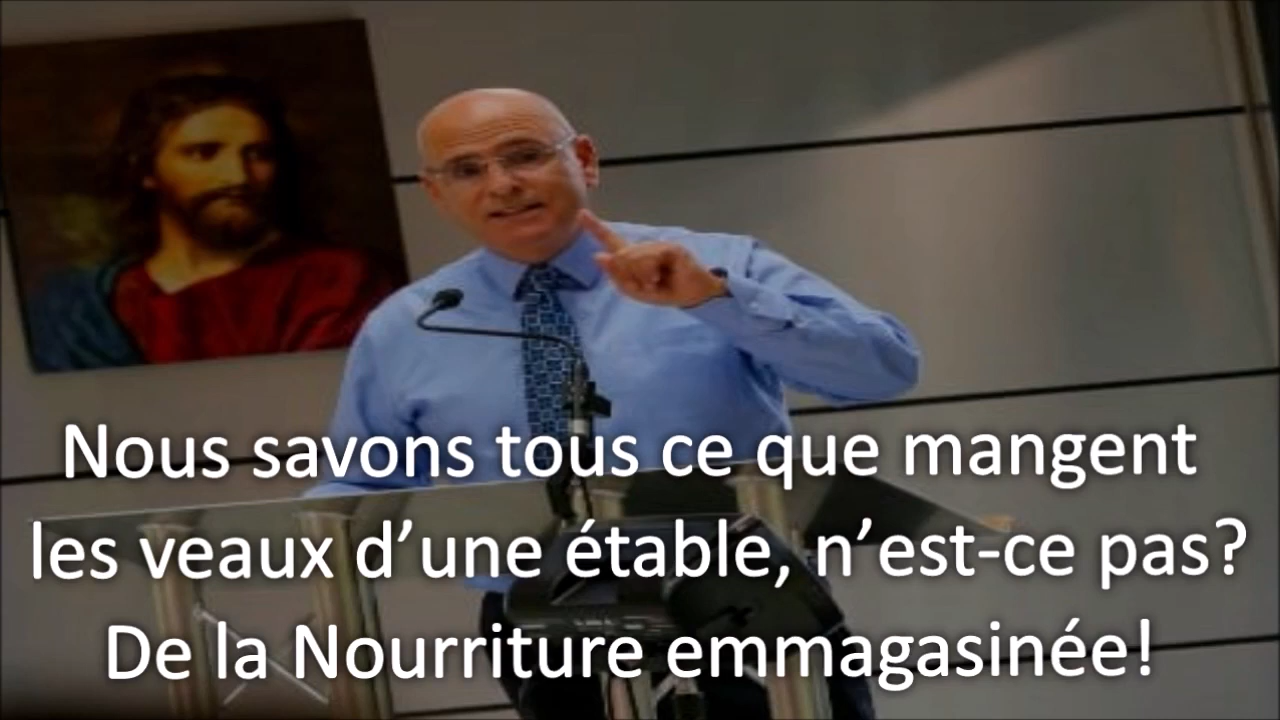 Nous savons tous ce que mangent
les veaux d’une étable, n’est-ce pas?
De la Nourriture emmagasinée!